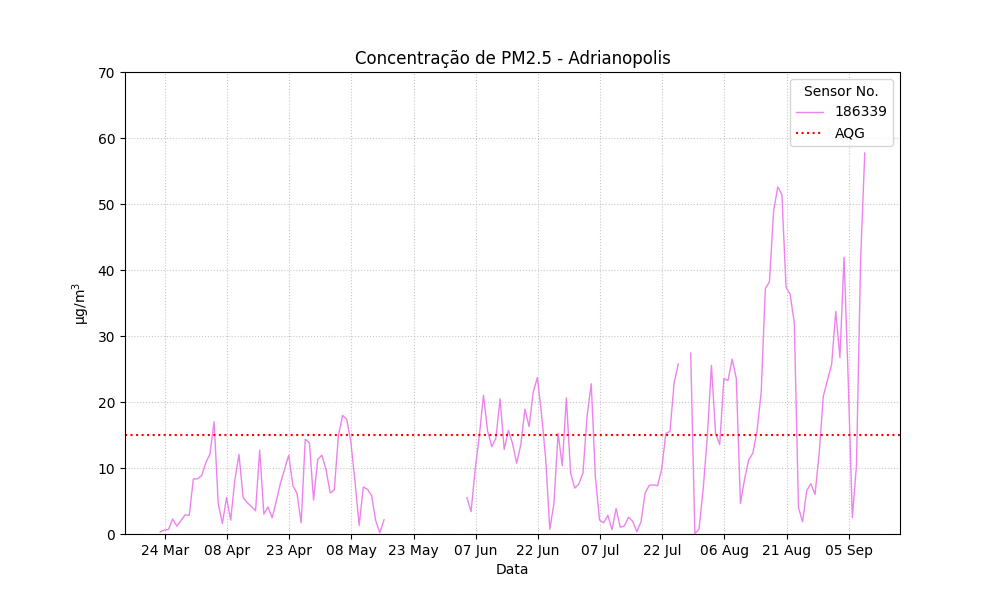 Concentração de PM2.5 - Adrianopolis
Sensor No.
186339
AQG
70
60
50
40
30
20
10
0
µg/m³
24 Mar 08 Apr 23 Apr 08 May 23 May 07 Jun 22 Jun 07 Jul 22 Jul 06 Aug 21 Aug 05 Sep
Data